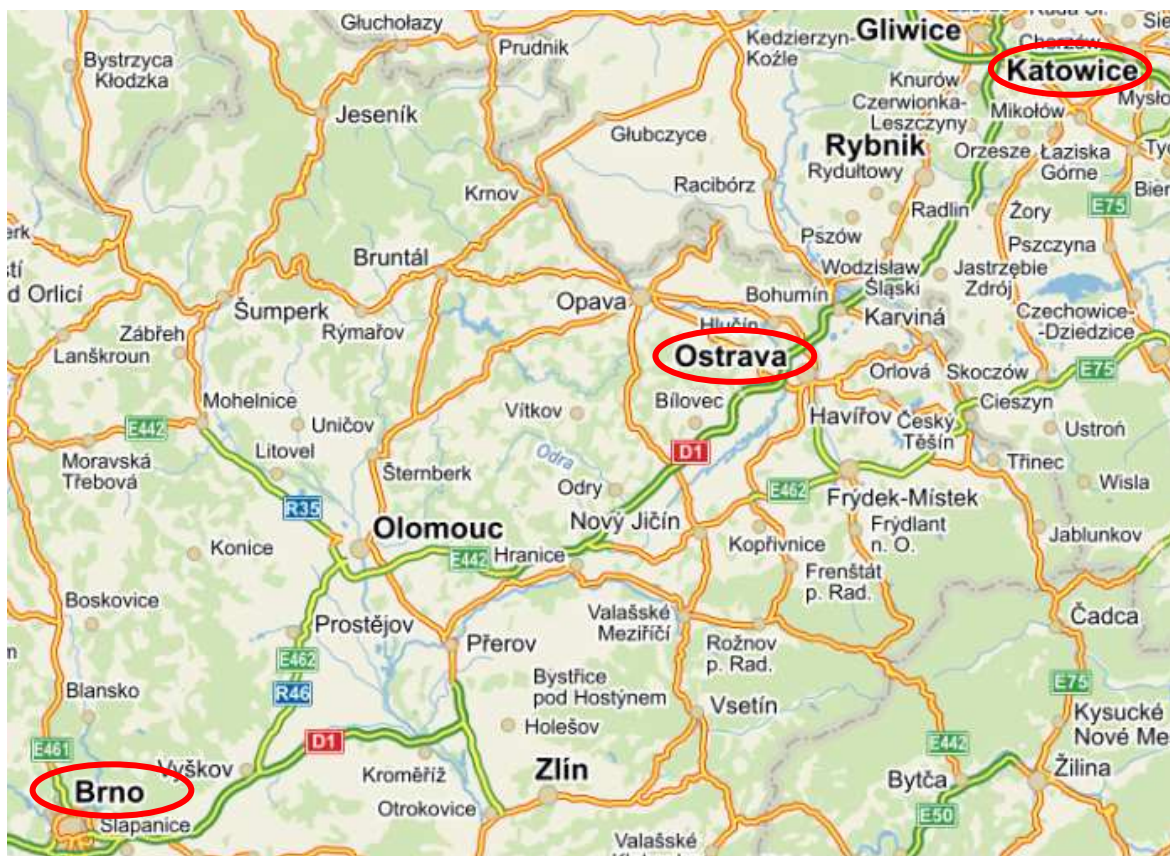 Głuchołazy
Prudnik
Kedzierzyn-
Koźle
Gliwice
Chorzów
Katowice
Bystrzyca
Kłodzka
Knurów
Czerwionka-
Leszczyny
Mikołów
Jeseník
Głubczyce
Rybnik
Rydułtowy
Orzesze
Łaziska
Górne
Krnov
Racibórz
Radlin
Żory
E75
Pszów
Pszczyna
Bruntál
Wodzisław
Śląski
Jastrzębie
Zdrój
d Orlicí
Šumperk
Rýmařov
Opava
Bohumín
Karviná
Czechowice-
-Dziedzice
Zábřeh
Lanškroun
Hlučín
Ostrava
Orlová
Skoczów
E75
Mohelnice
Vítkov
Bílovec
Havířov
Český
Těšín
Cieszyn
E442
Uničov
Ustroń
Moravská
Třebová
Litovel
Šternberk
Odra
D1
Třinec
Wisla
Odry
E462
Frýdek-Místek
R35
Olomouc
Nový Jičín
Kopřivnice
Frýdlant
n. O.
Jablunkov
Konice
E442
Hranice
Frenštát
p. Rad.
Boskovice
Prostějov
Přerov
Valašské
Meziříčí
Rožnov
p. Rad.
Čadca
E462
R46
Blansko
Bystřice
pod Hostýnem
Vsetín
E75
Kysucké
Nové Me
Holešov
E461
D1
E442
Vyškov
Kroměříž
Zlín
Bytča
Žilina
Brno
Otrokovice
E50
Slapanice
Valašské